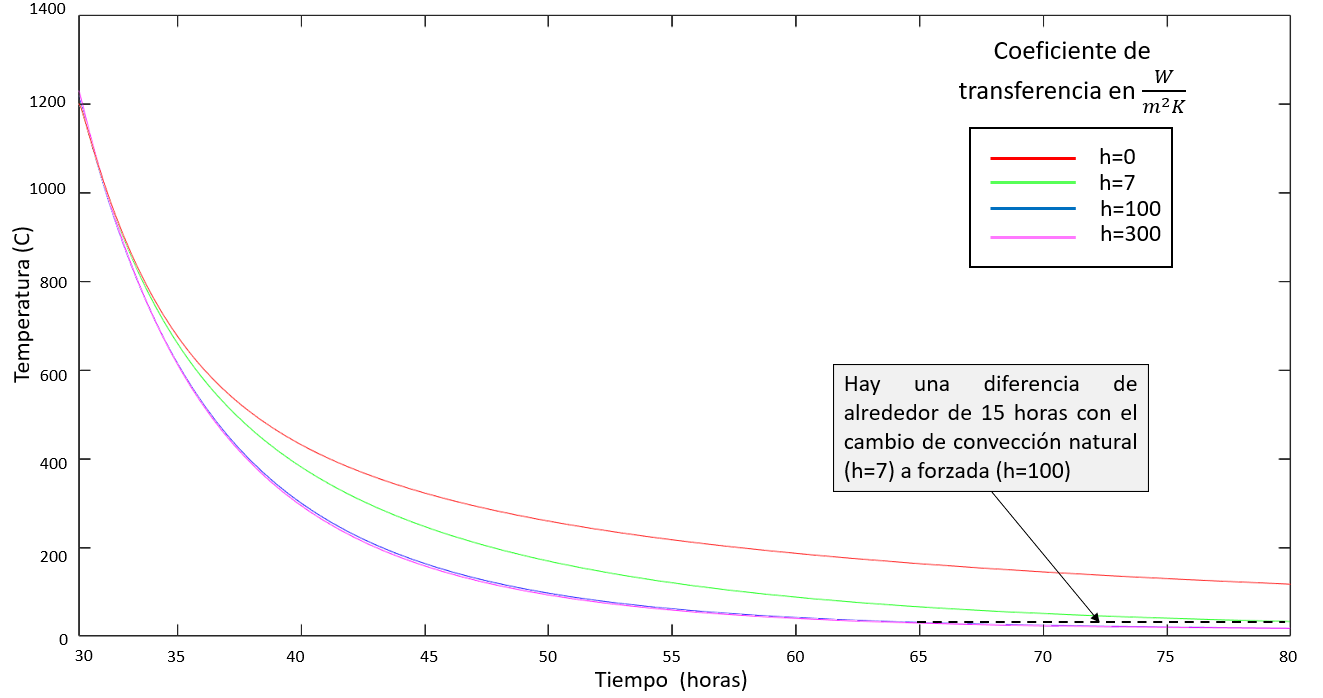 1400
1200
1000
800
600
400
200
0
Temperatura (C)
Coeficiente de
transferencia en W/m²K
h=0
h=7
h=100
h=300
Hay una diferencia de
alrededor de 15 horas con el
cambio de convección natural
(h=7) a forzada (h=100)
30 35 40 45 50 55 60 65 70 75 80
Tiempo (horas)